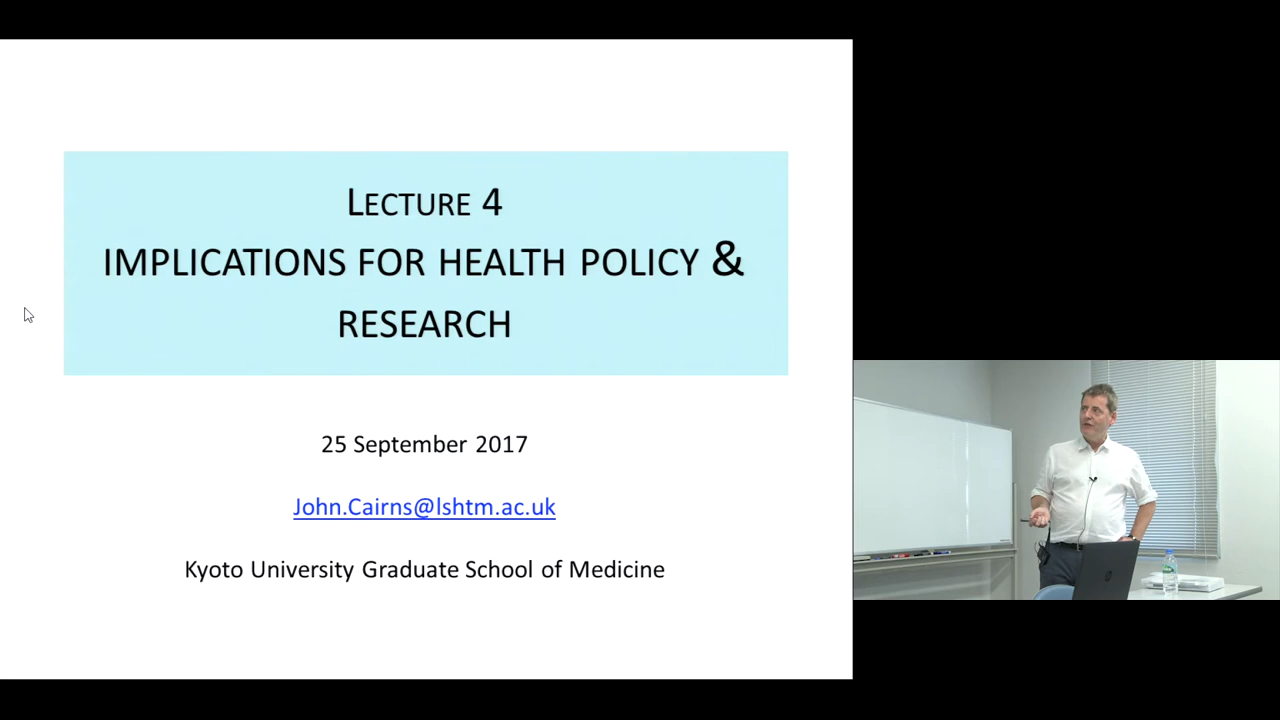 LECTURE 4
IMPLICATIONS FOR HEALTH POLICY &
RESEARCH
25 September 2017
John.Cairns@lshtm.ac.uk
Kyoto University Graduate School of Medicine